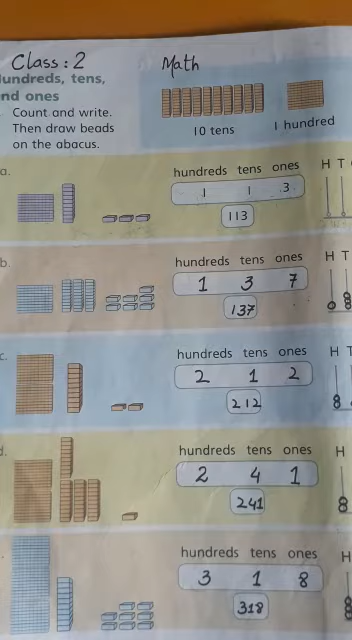 Class: 2 Math
Hundreds, tens,
and ones
Count and write.
Then draw beads
on the abacus.
10 tens 1 hundred
a.
hundreds tens ones H T
1 1 3
113
b.
hundreds tens ones H T
1 3 7
137
c.
hundreds tens ones H T
2 1 2
212
d.
hundreds tens ones H
2 4 1
241
hundreds tens ones H
3 1 8
318